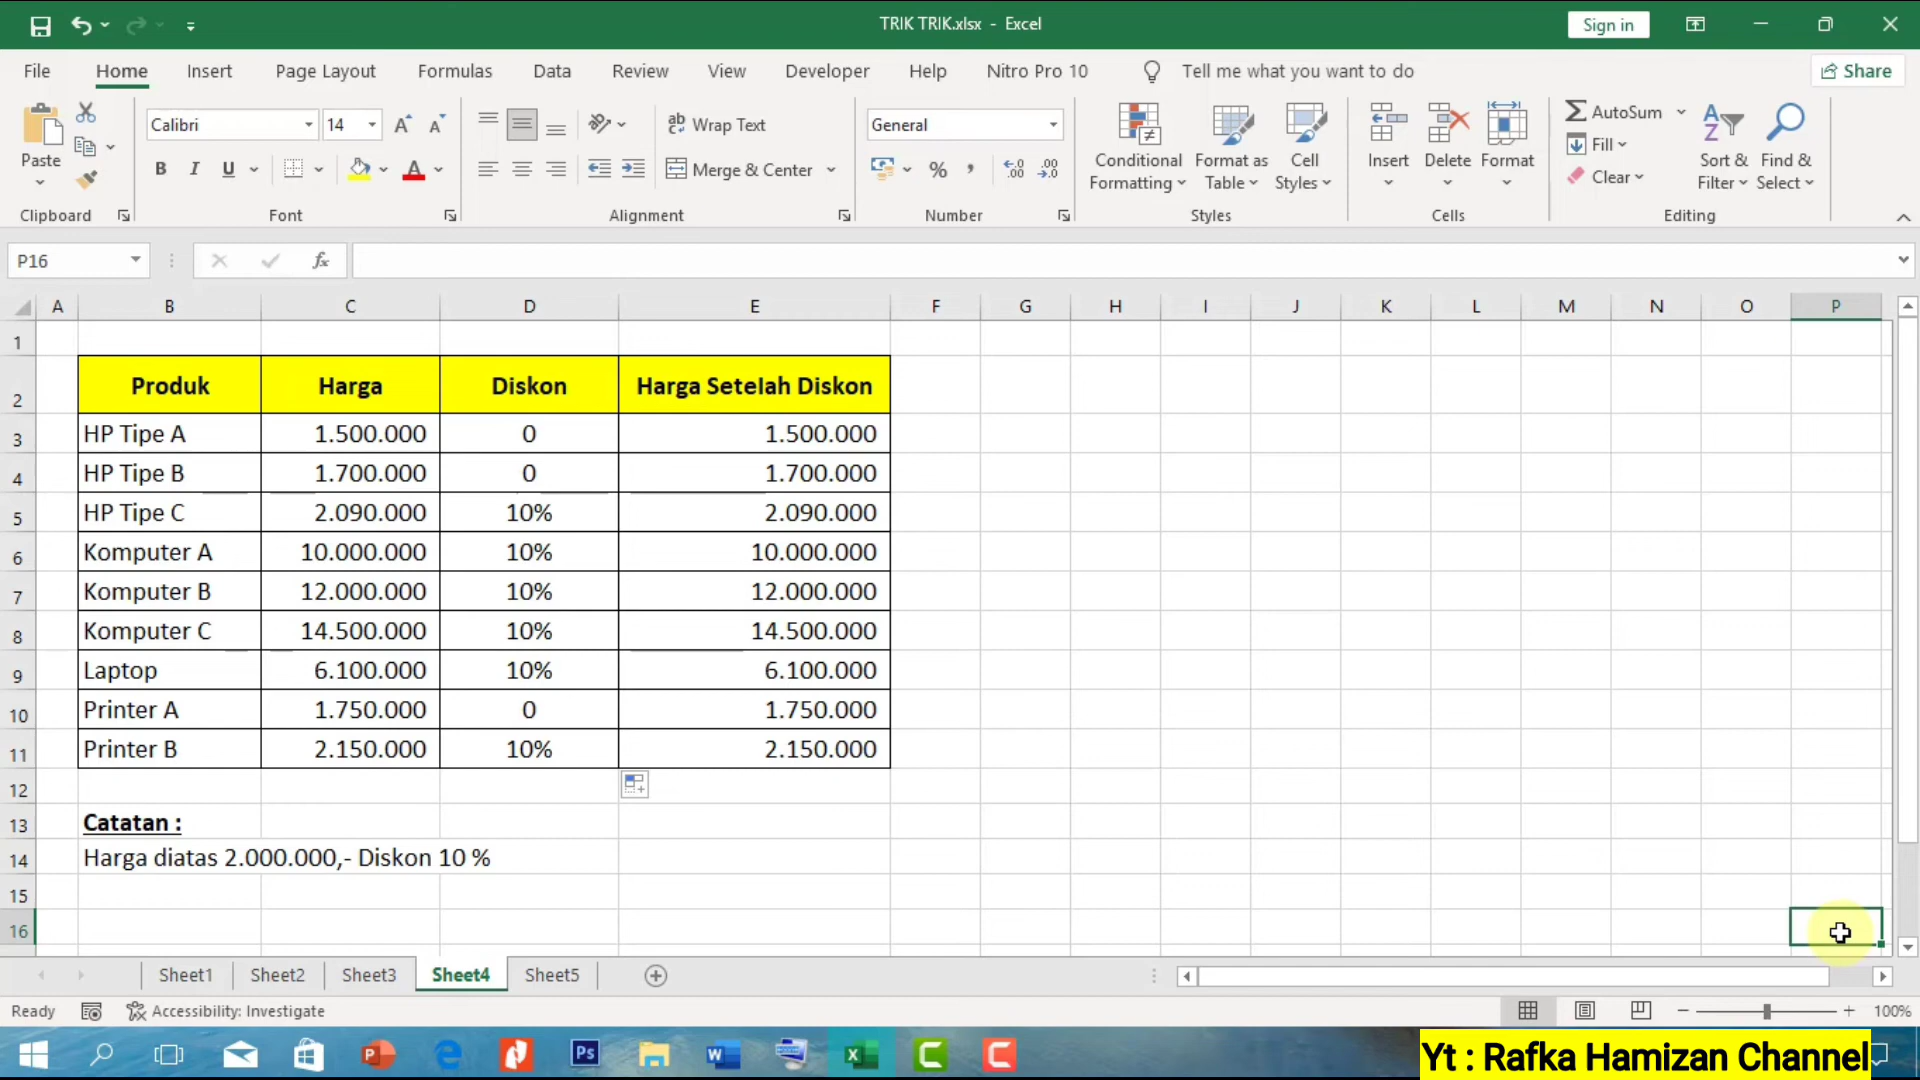 TRIK TRIK.xlsx - Excel
Sign in
File Home Insert Page Layout Formulas Data Review View Developer Help Nitro Pro 10 Tell me what you want to do Share
Paste
Clipboard
Calibri 14
B I U A
Font
Wrap Text
Merge & Center
Alignment
General
%
Number
Conditional Formatting
Format as Table
Cell Styles
Styles
Insert Delete Format
Cells
AutoSum
Fill
Clear
Sort & Filter
Find & Select
Editing
P16 fx
A B C D E F G H I J K L M N O P
1
2 Produk Harga Diskon Harga Setelah Diskon
3 HP Tipe A 1.500.000 0 1.500.000
4 HP Tipe B 1.700.000 0 1.700.000
5 HP Tipe C 2.090.000 10% 2.090.000
6 Komputer A 10.000.000 10% 10.000.000
7 Komputer B 12.000.000 10% 12.000.000
8 Komputer C 14.500.000 10% 14.500.000
9 Laptop 6.100.000 10% 6.100.000
10 Printer A 1.750.000 0 1.750.000
11 Printer B 2.150.000 10% 2.150.000
12
13 Catatan :
14 Harga diatas 2.000.000,- Diskon 10 %
15
16
Sheet1 Sheet2 Sheet3 Sheet4 Sheet5
Ready Accessibility: Investigate 100%
Yt : Rafka Hamizan Channel